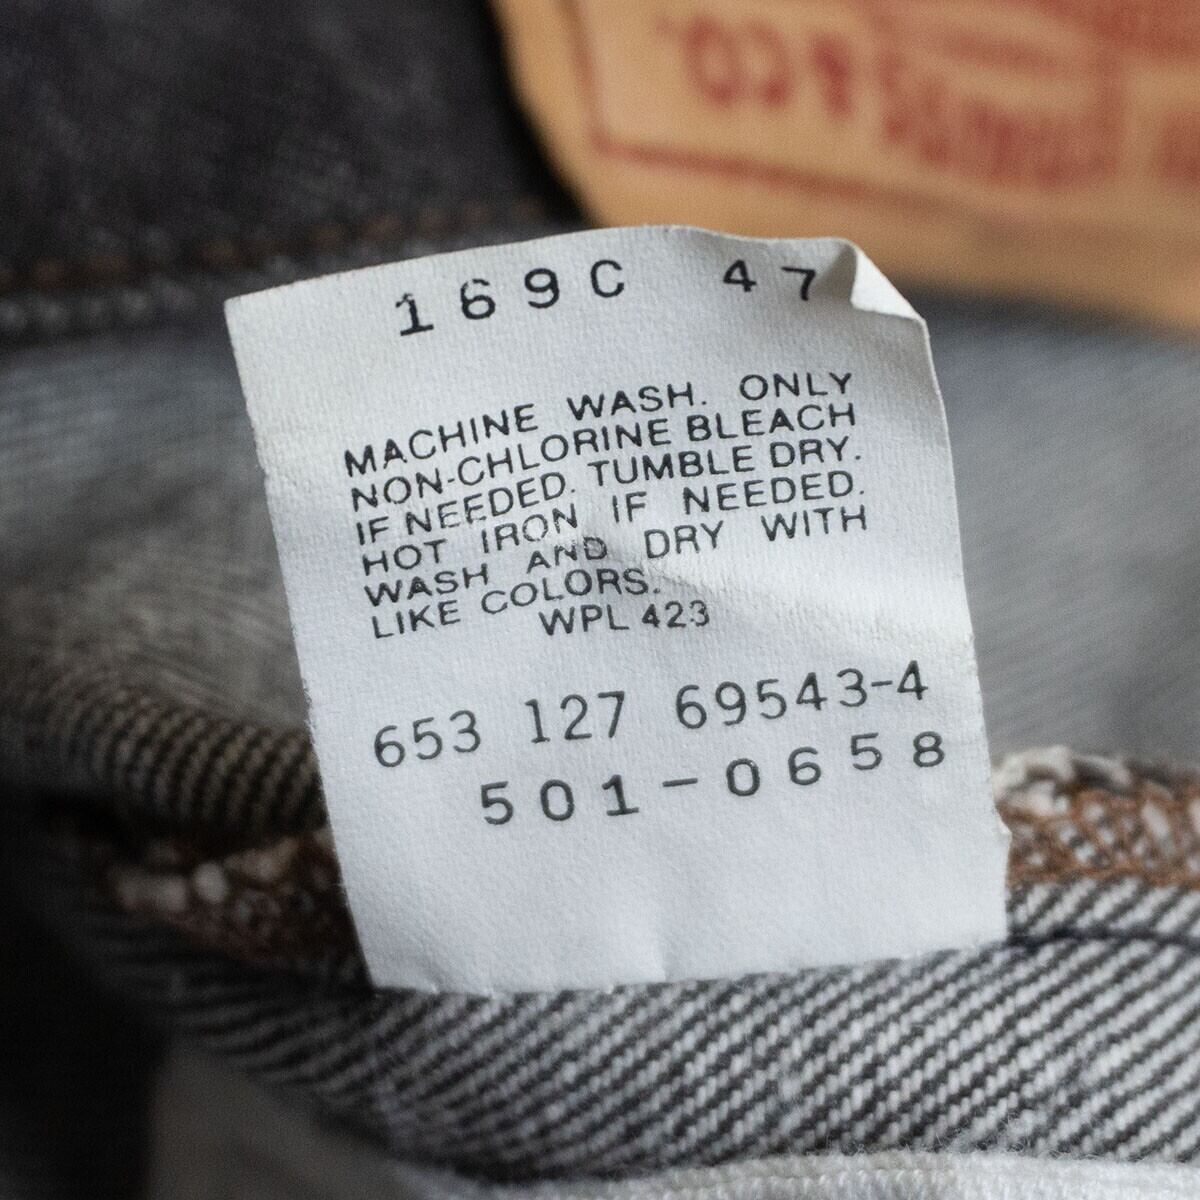 169C 47
MACHINE WASH. ONLY
NON-CHLORINE BLEACH
IF NEEDED. TUMBLE DRY.
HOT IRON IF NEEDED.
WASH AND DRY WITH
LIKE COLORS.
WPL 423
653 127 69543-4
501-0658